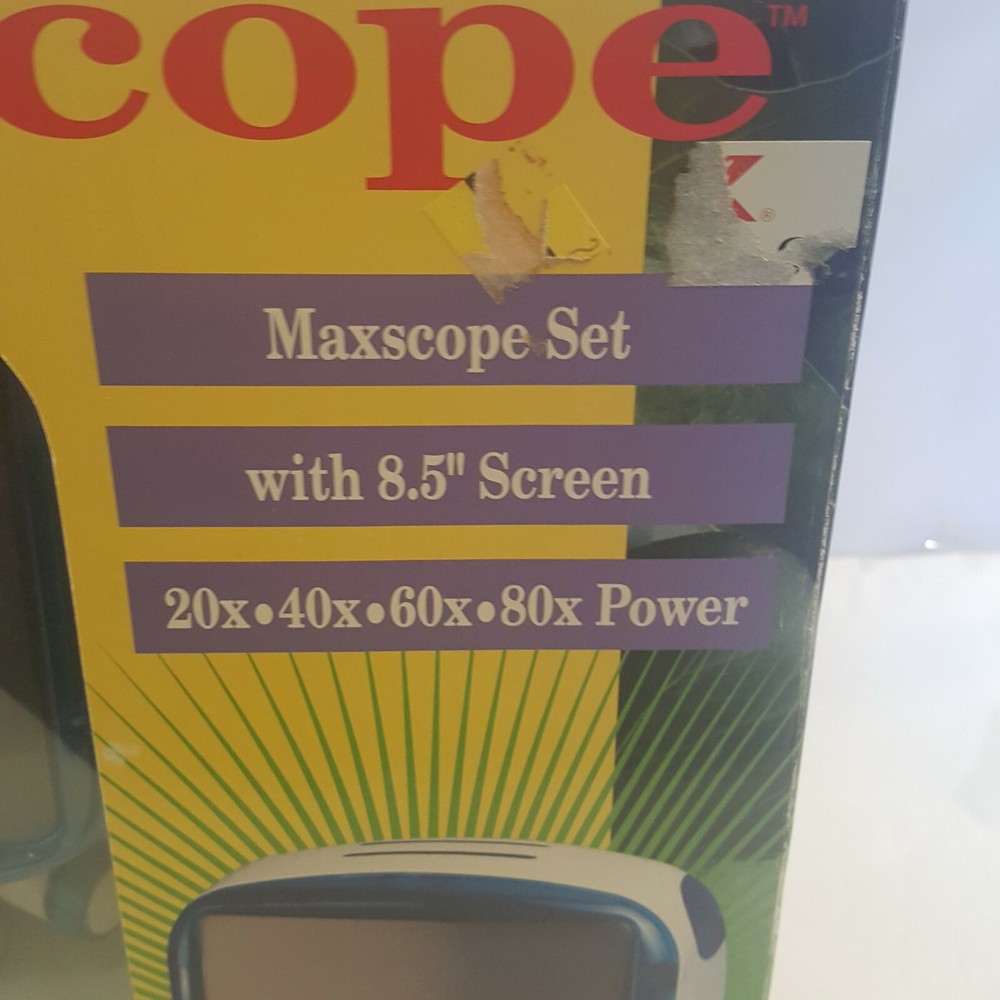 cope™
K®
Maxscope Set
with 8.5" Screen
20x•40x•60x•80x Power